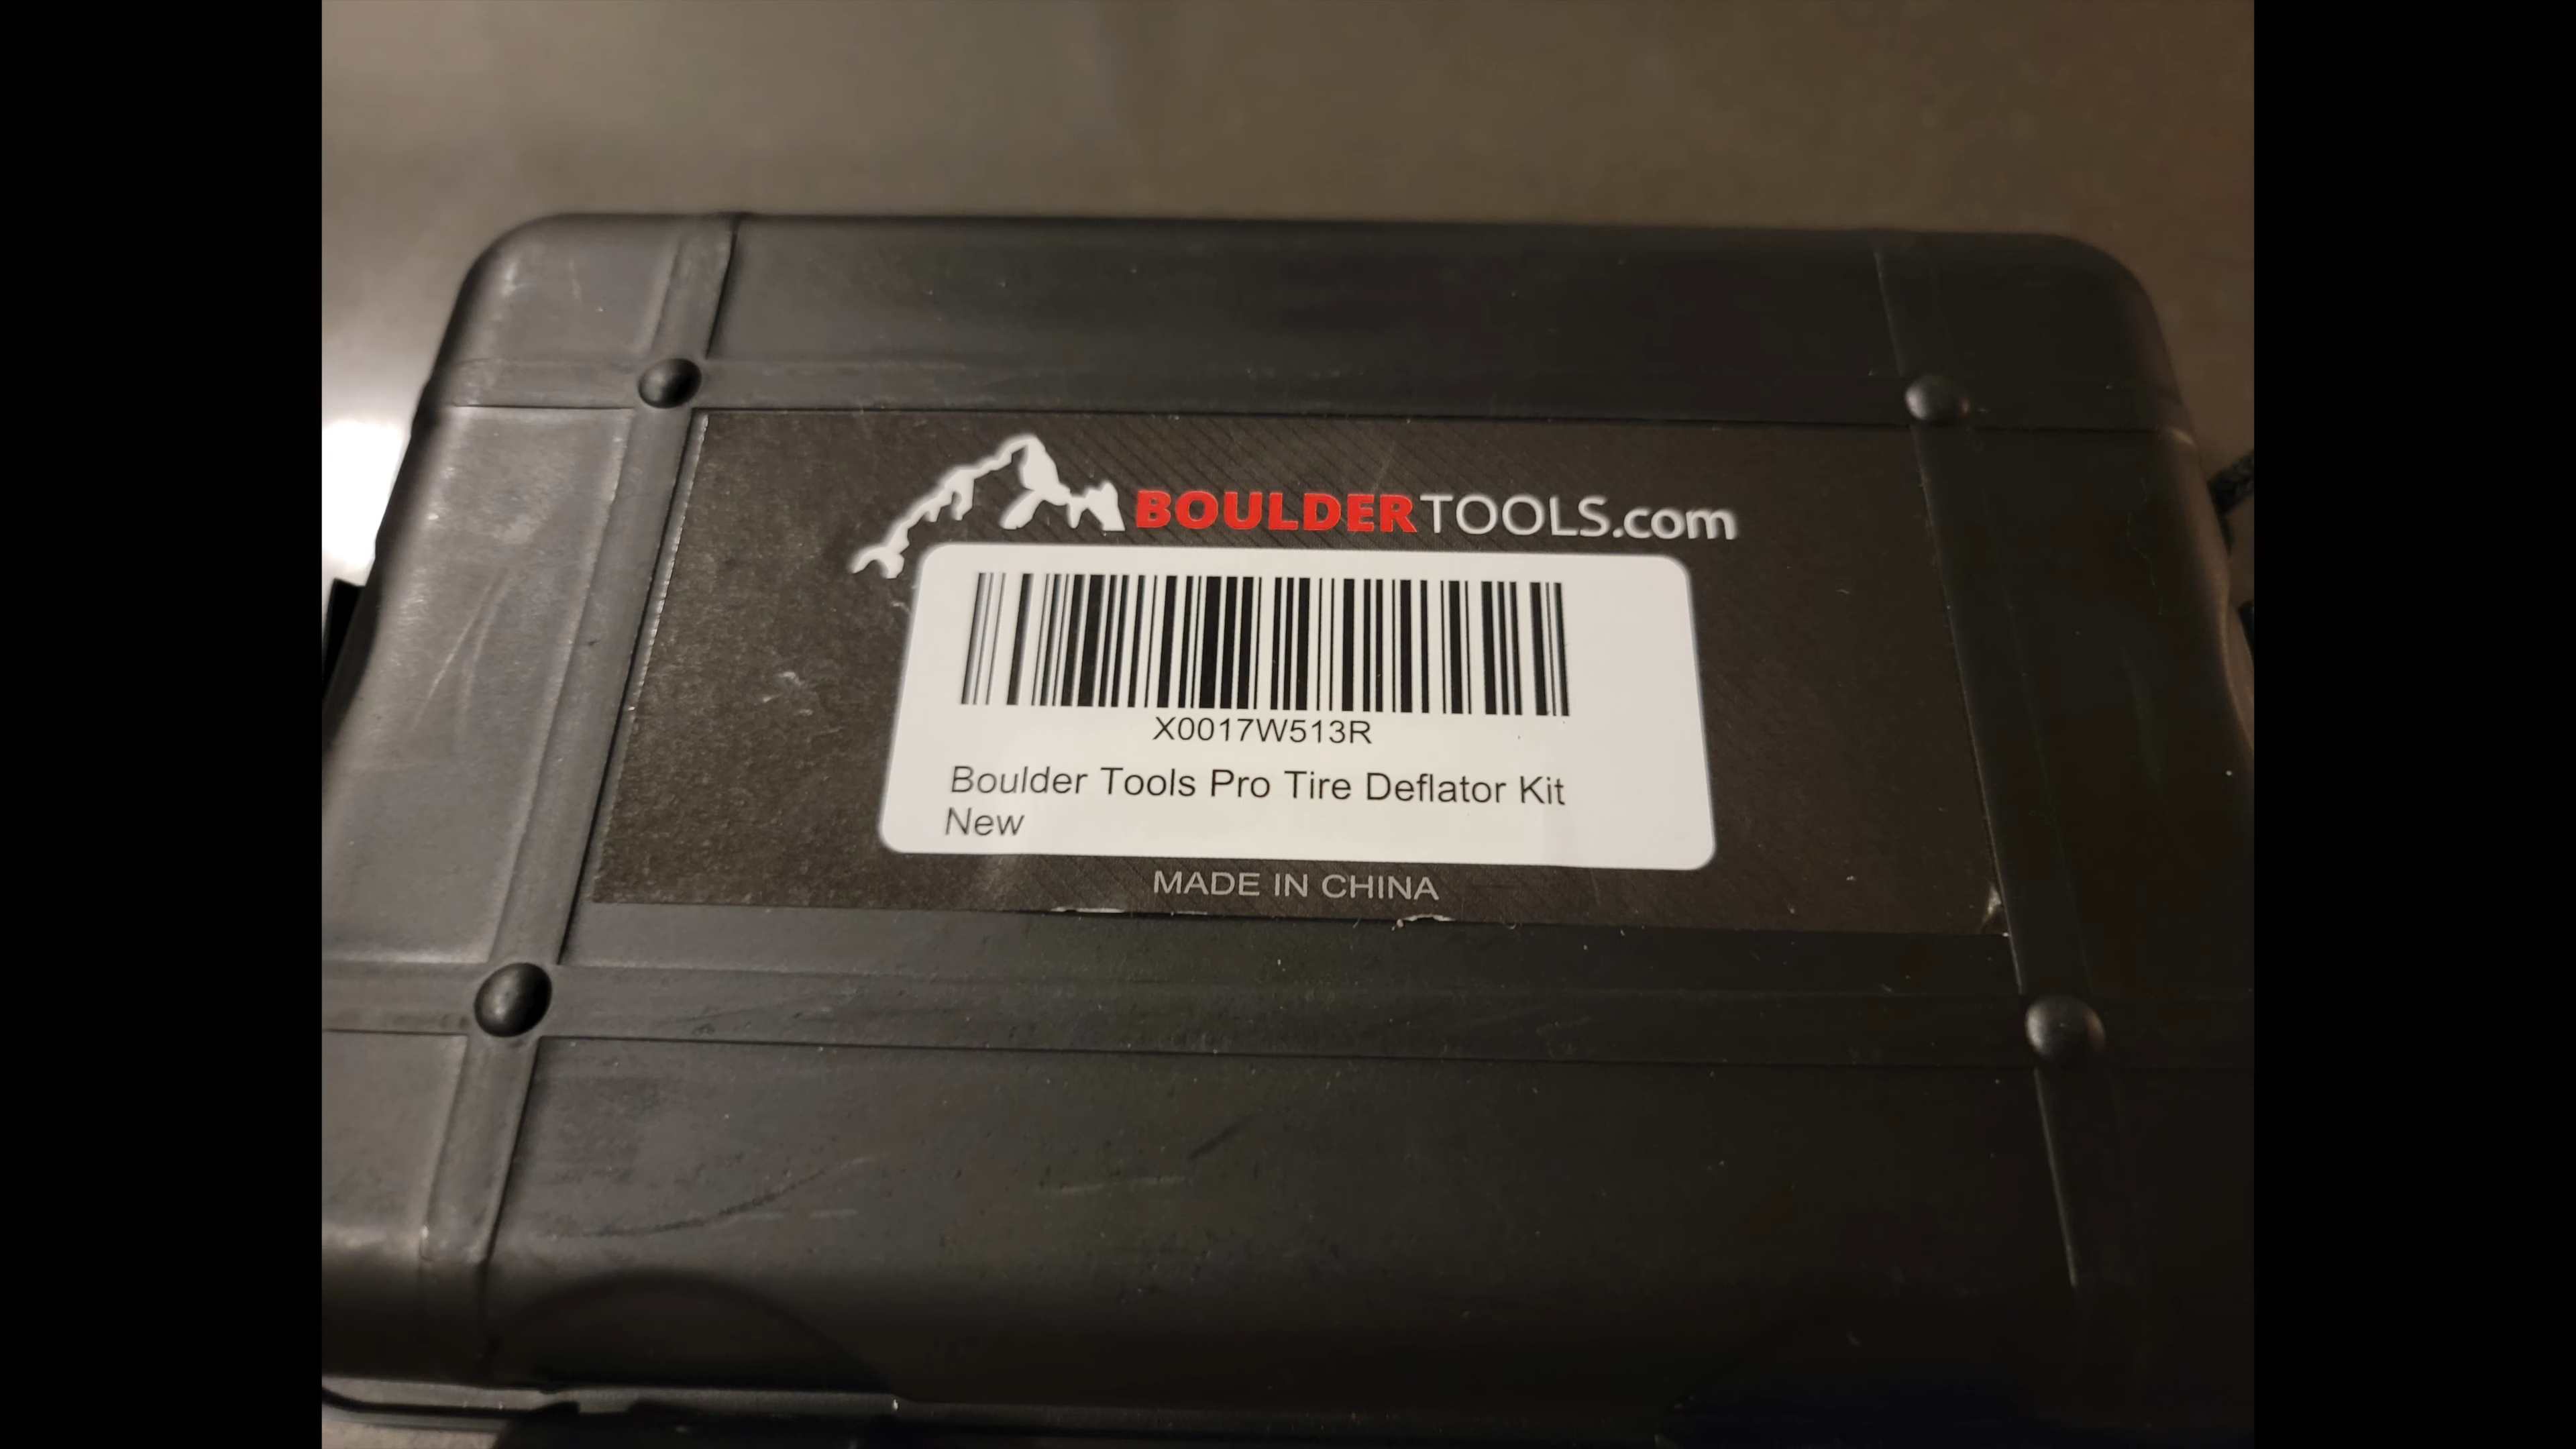 BOULDERTOOLS.com
X0017W513R
Boulder Tools Pro Tire Deflator Kit
New
MADE IN CHINA